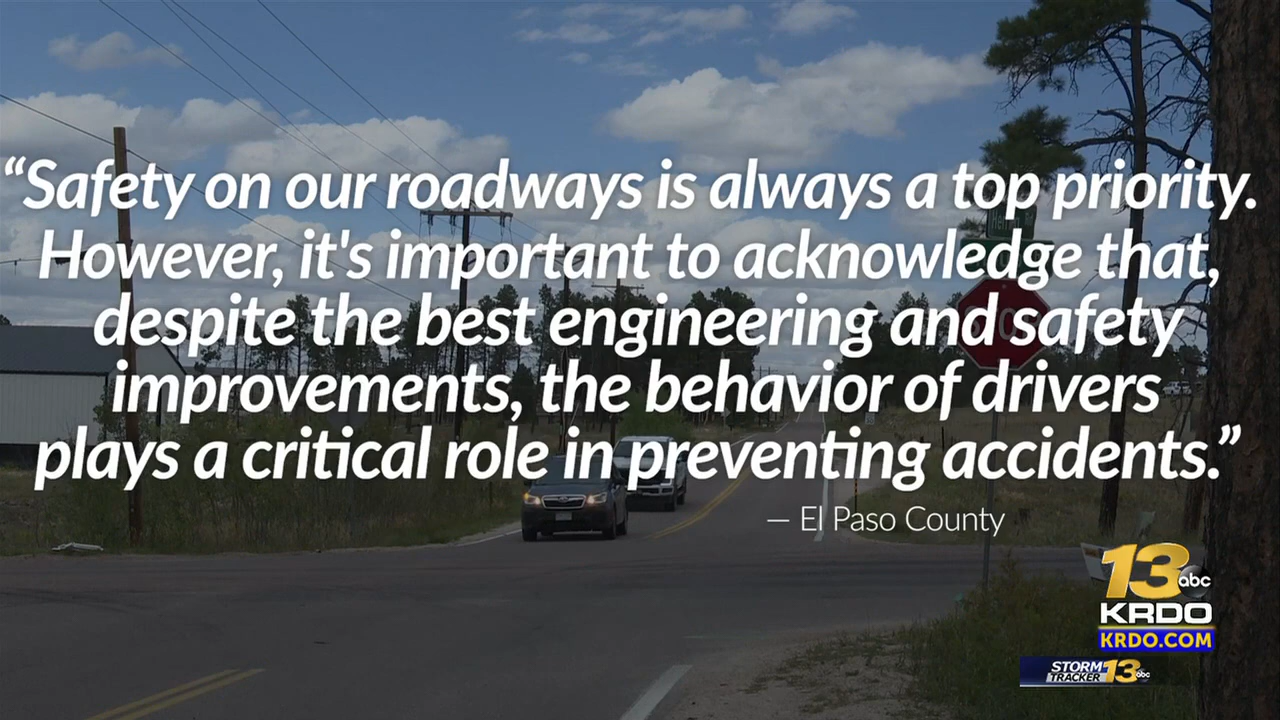 “Safety on our roadways is always a top priority.
However, it's important to acknowledge that,
despite the best engineering and safety
improvements, the behavior of drivers
plays a critical role in preventing accidents.”
— El Paso County
13 abc
KRDO
KRDO.COM
STORM TRACKER 13 abc